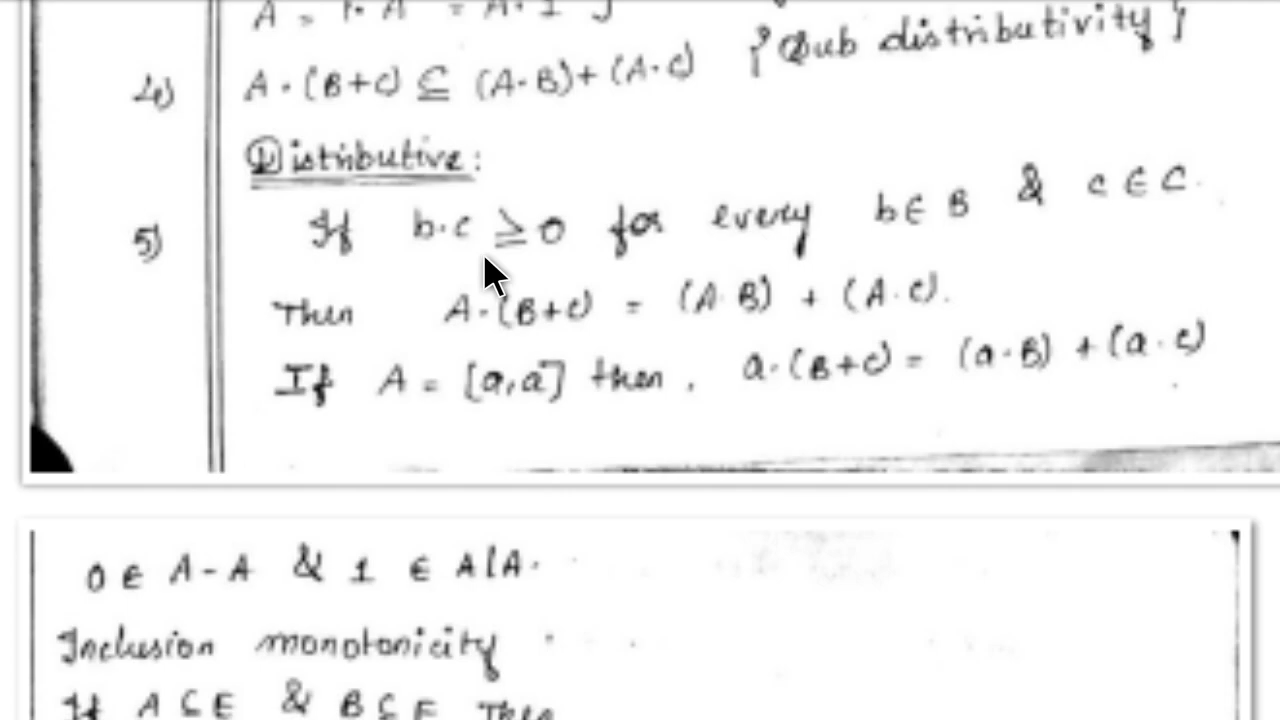 A = 1. A = A. 1 }
4) A . (B+C) ⊆ (A.B) + (A.C) {Sub distributivity}
Distributive:
5) If b.c ≥ 0 for every b ∈ B & c ∈ C.
Then A.(B+C) = (A.B) + (A.C).
If A = [a,a] then , a.(B+C) = (a.B) + (a.C)
0 ∈ A - A & 1 ∈ A/A.
Inclusion monotonicity :
If A ⊆ E & B ⊆ F Then